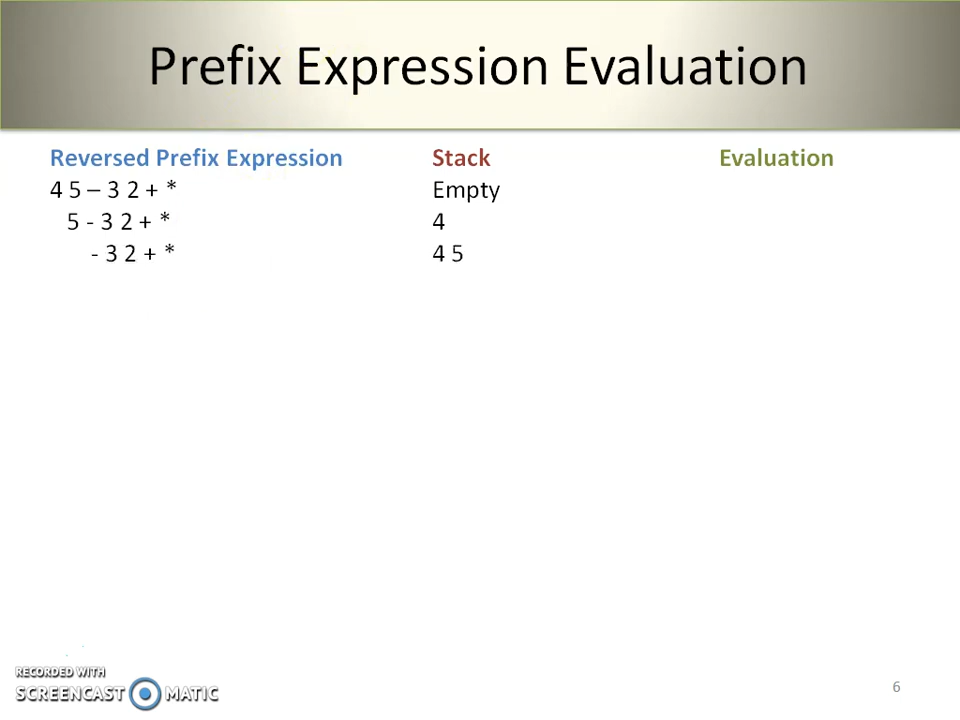 Prefix Expression Evaluation
Reversed Prefix Expression Stack Evaluation
4 5 – 3 2 + * Empty
5 - 3 2 + * 4
- 3 2 + * 4 5
RECORDED WITH
SCREENCAST MATIC
6